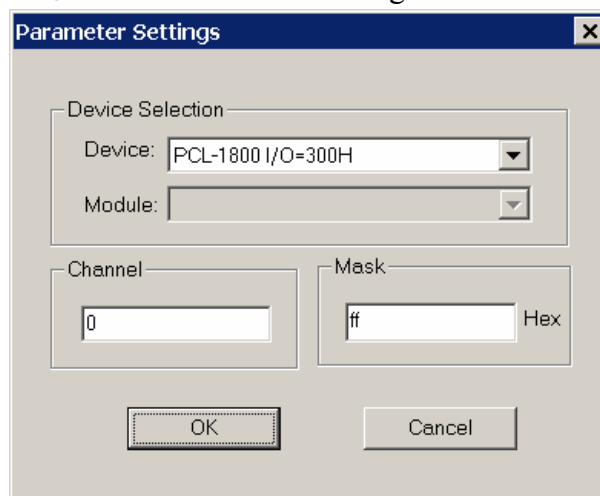 Parameter Settings
Device Selection
Device: PCL-1800 I/O=300H
Module:
Channel Mask
0 ff Hex
OK Cancel